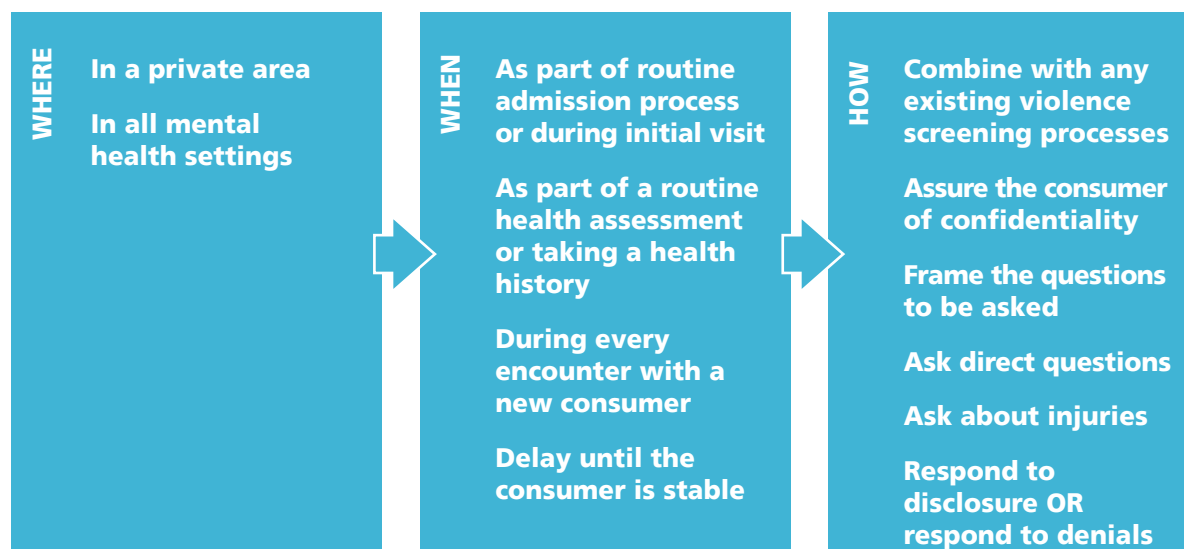 WHERE
In a private area
In all mental
health settings
WHEN
As part of routine
admission process
or during initial visit
As part of a routine
health assessment
or taking a health
history
During every
encounter with a
new consumer
Delay until the
consumer is stable
HOW
Combine with any
existing violence
screening processes
Assure the consumer
of confidentiality
Frame the questions
to be asked
Ask direct questions
Ask about injuries
Respond to
disclosure OR
respond to denials